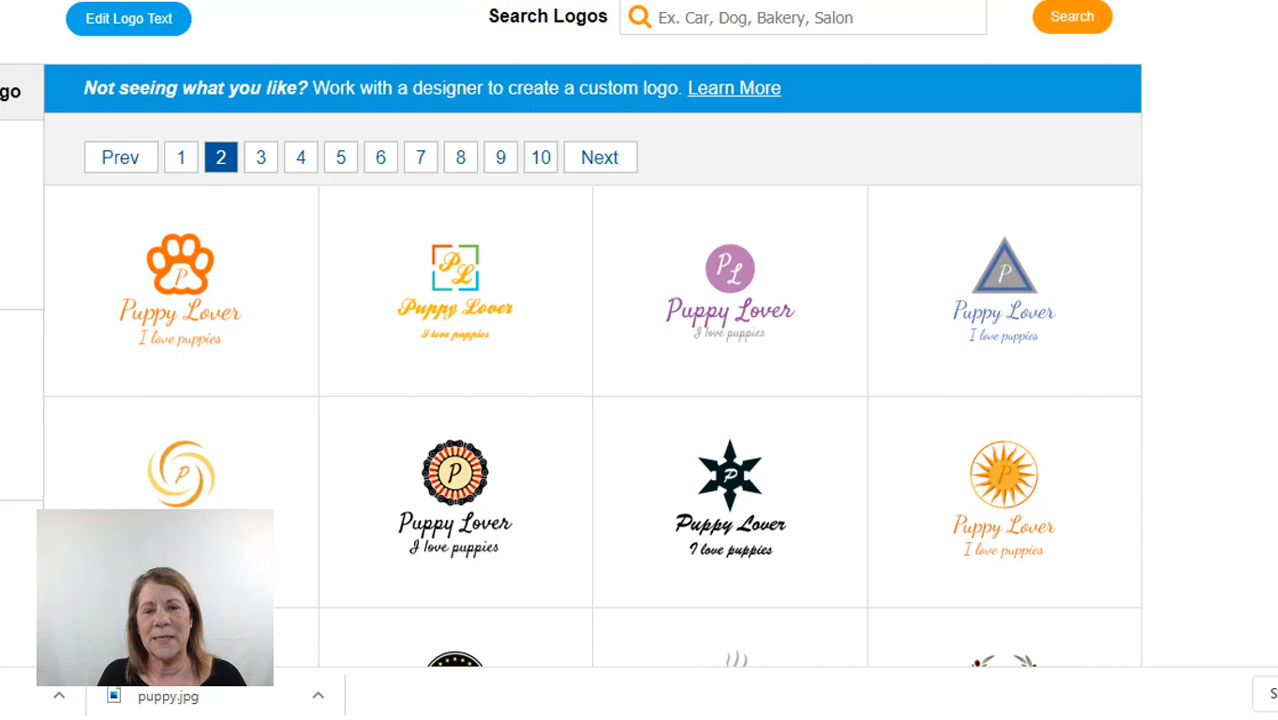 Edit Logo Text
Search Logos
Ex. Car, Dog, Bakery, Salon
Search
go
Not seeing what you like? Work with a designer to create a custom logo. Learn More
Prev 1 2 3 4 5 6 7 8 9 10 Next
P
Puppy Lover
I love puppies
PL
Puppy Lover
I love puppies
PL
Puppy Lover
I love puppies
P
Puppy Lover
I love puppies
P
P
Puppy Lover
I love puppies
P
Puppy Lover
I love puppies
P
Puppy Lover
I love puppies
puppy.jpg
S